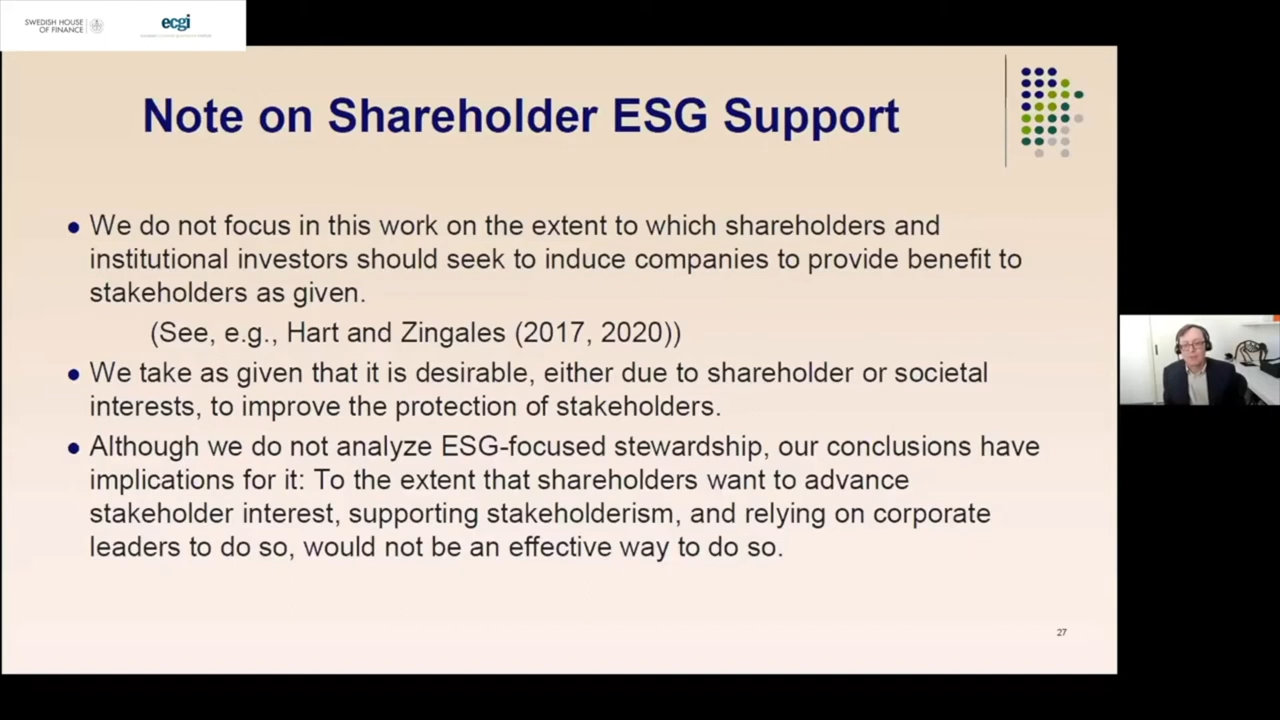 SWEDISH HOUSE
OF FINANCE
ecgi
Note on Shareholder ESG Support
• We do not focus in this work on the extent to which shareholders and
institutional investors should seek to induce companies to provide benefit to
stakeholders as given.
(See, e.g., Hart and Zingales (2017, 2020))
• We take as given that it is desirable, either due to shareholder or societal
interests, to improve the protection of stakeholders.
• Although we do not analyze ESG-focused stewardship, our conclusions have
implications for it: To the extent that shareholders want to advance
stakeholder interest, supporting stakeholderism, and relying on corporate
leaders to do so, would not be an effective way to do so.
27